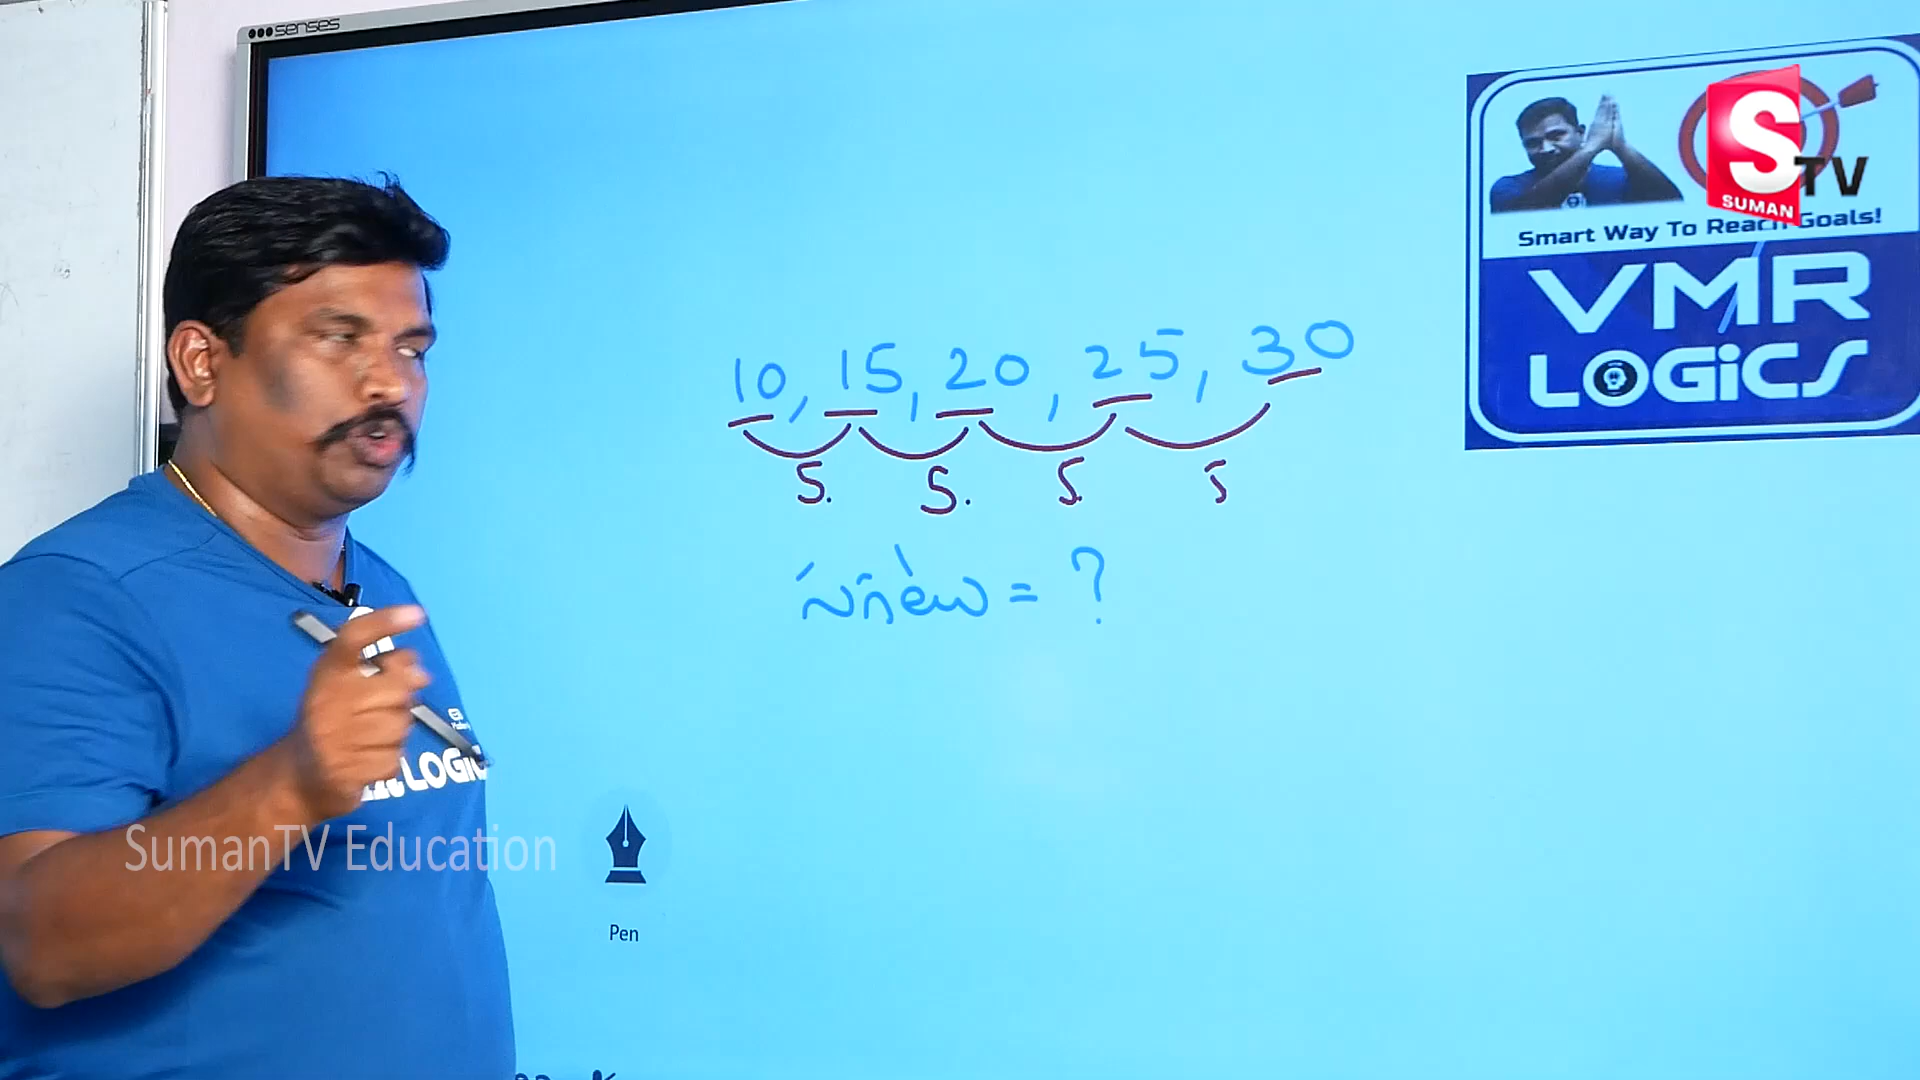 senses
S
TV
SUMAN
Smart Way To Reach Goals!
VMR
LOGiCS
10, 15, 20, 25, 30
5. 5. 5 5
సగటు = ?
LOGiC
SumanTV Education
Pen